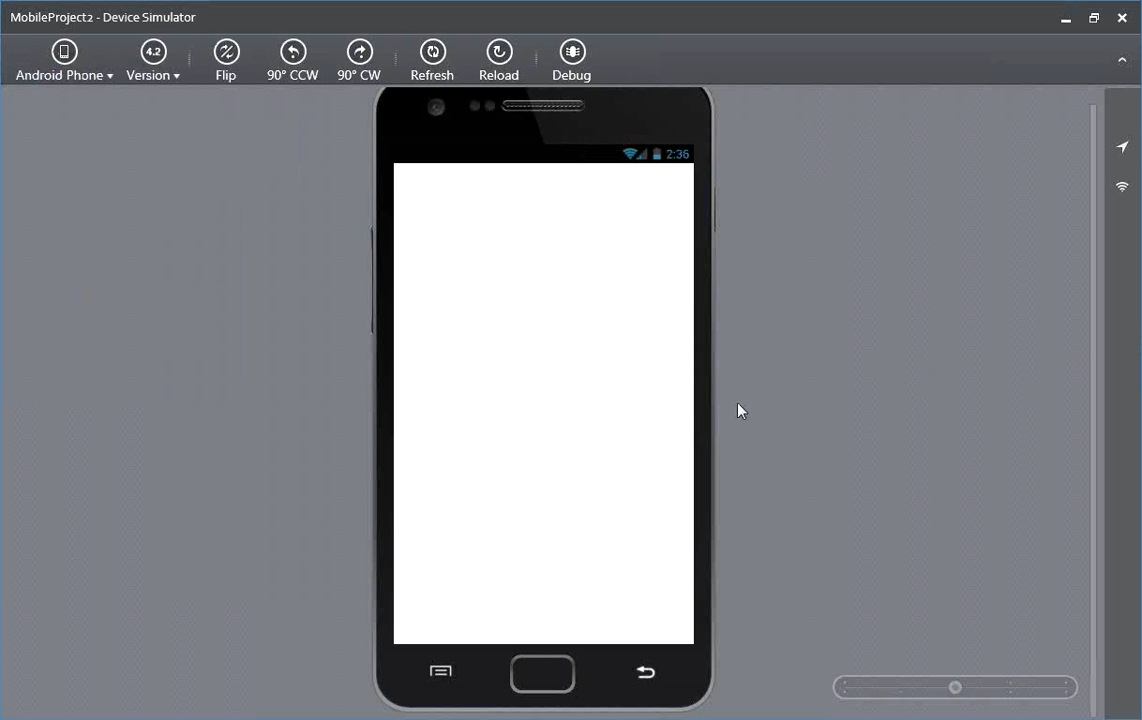 MobileProject2 - Device Simulator
4.2
Android Phone Version Flip 90° CCW 90° CW Refresh Reload Debug
2:36